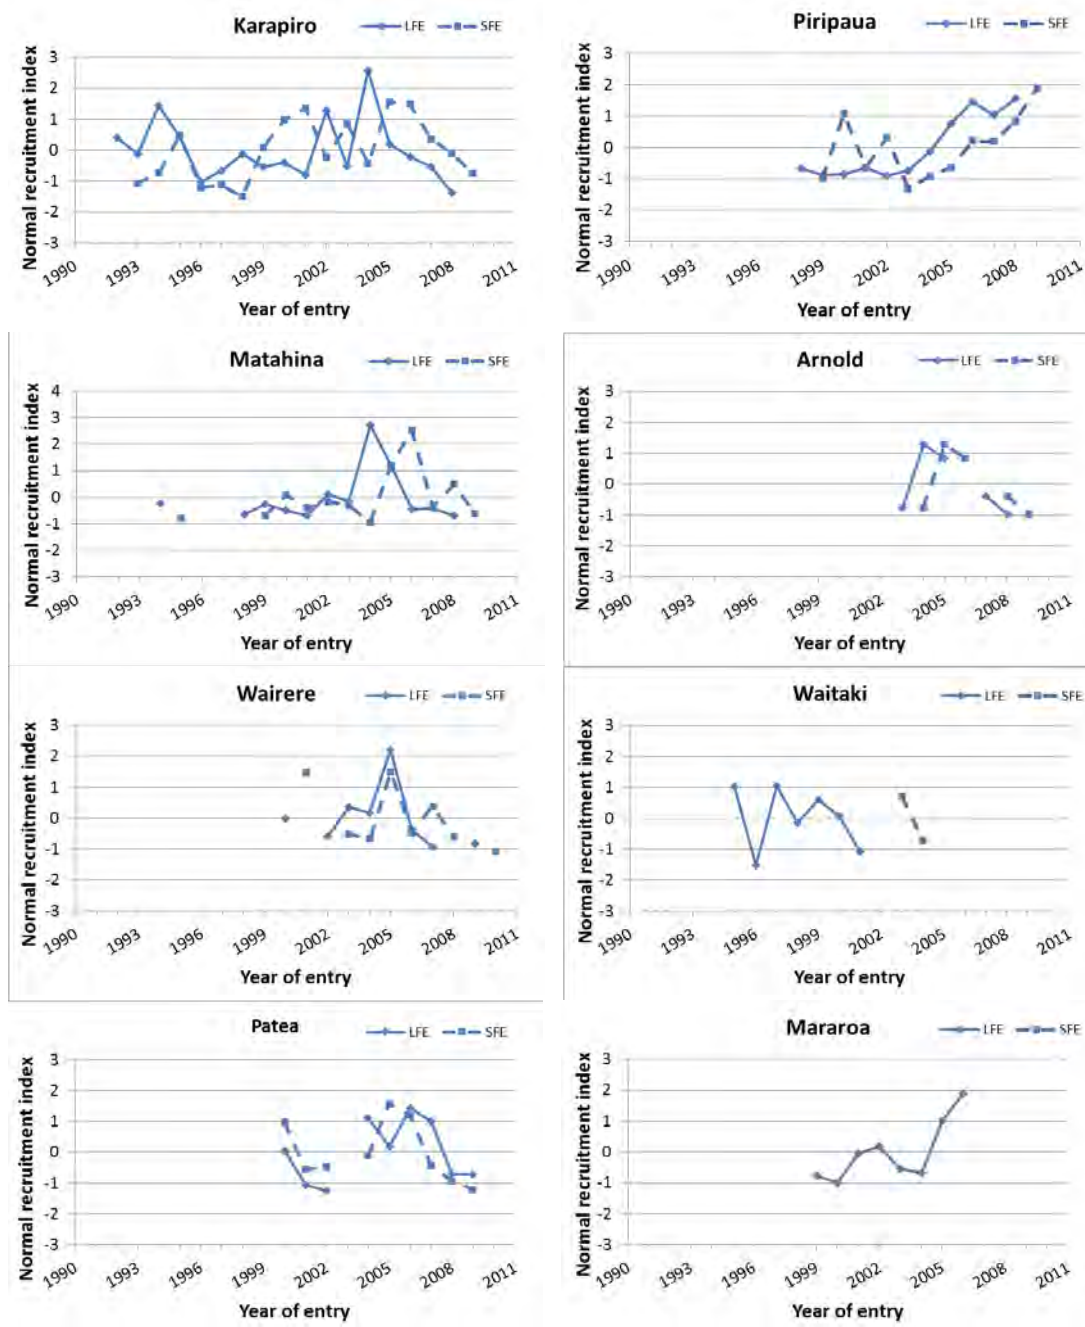 Karapiro
LFE SFE
Normal recruitment index
3
2
1
0
-1
-2
-3
1990 1993 1996 1999 2002 2005 2008 2011
Year of entry
Piripaua
LFE SFE
Normal recruitment index
3
2
1
0
-1
-2
-3
1990 1993 1996 1999 2002 2005 2008 2011
Year of entry
Matahina
LFE SFE
Normal recruitment index
4
3
2
1
0
-1
-2
-3
1990 1993 1996 1999 2002 2005 2008 2011
Year of entry
Arnold
LFE SFE
Normal recruitment index
3
2
1
0
-1
-2
-3
1990 1993 1996 1999 2002 2005 2008 2011
Year of entry
Wairere
LFE SFE
Normal recruitment index
3
2
1
0
-1
-2
-3
1990 1993 1996 1999 2002 2005 2008 2011
Year of entry
Waitaki
LFE SFE
Normal recruitment index
3
2
1
0
-1
-2
-3
1990 1993 1996 1999 2002 2005 2008 2011
Year of entry
Patea
LFE SFE
Normal recruitment index
3
2
1
0
-1
-2
-3
1990 1993 1996 1999 2002 2005 2008 2011
Year of entry
Mararoa
LFE SFE
Normal recruitment index
3
2
1
0
-1
-2
-3
1990 1993 1996 1999 2002 2005 2008 2011
Year of entry